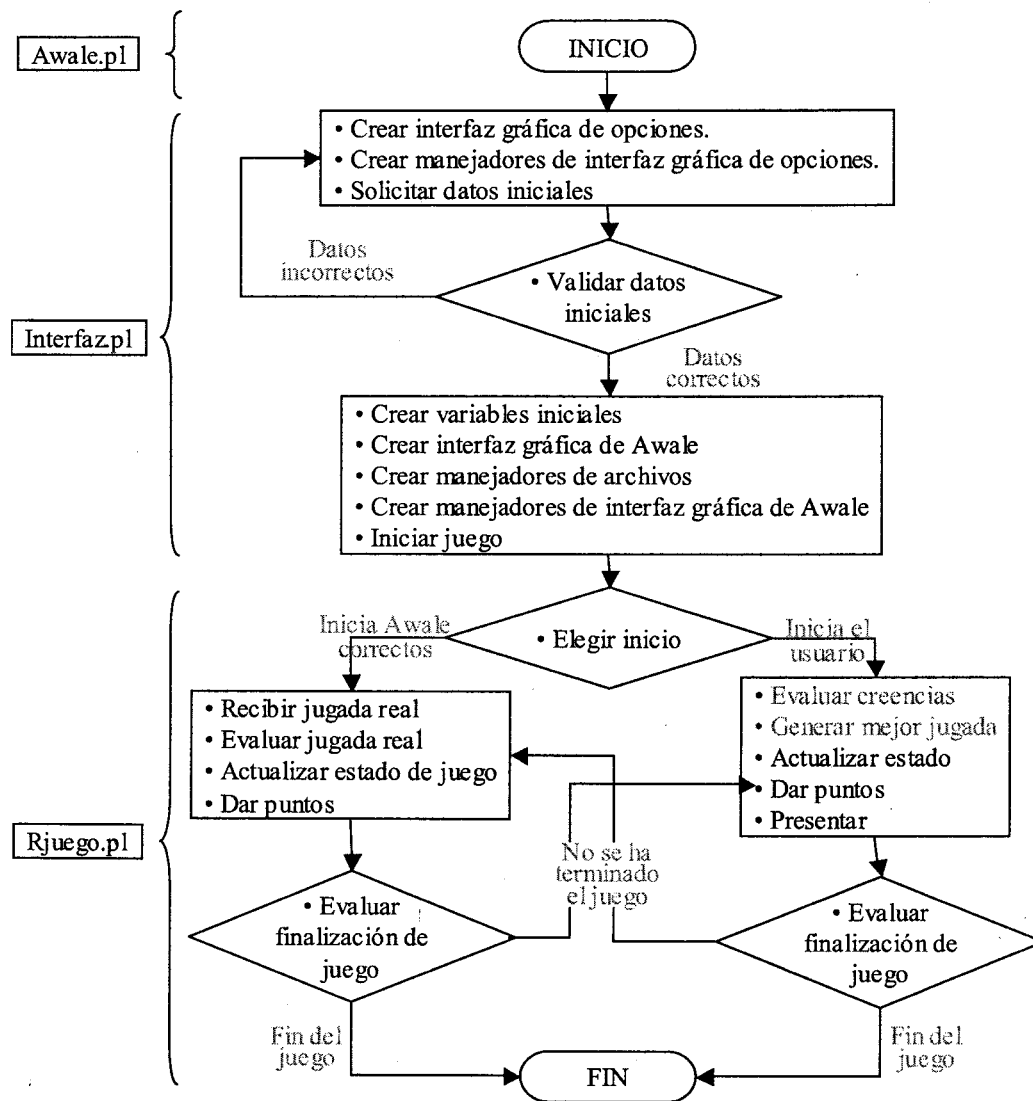 Awale.pl
INICIO
• Crear interfaz gráfica de opciones.
• Crear manejadores de interfaz gráfica de opciones.
• Solicitar datos iniciales
Datos
incorrectos
• Validar datos
iniciales
Interfaz.pl
Datos
correctos
• Crear variables iniciales
• Crear interfaz gráfica de Awale
• Crear manejadores de archivos
• Crear manejadores de interfaz gráfica de Awale
• Iniciar juego
Inicia Awale
correctos
• Elegir inicio
Inicia el
usuario
• Recibir jugada real
• Evaluar jugada real
• Actualizar estado de juego
• Dar puntos
• Evaluar creencias
• Generar mejor jugada
• Actualizar estado
• Dar puntos
• Presentar
Rjuego.pl
No se ha
terminado
el juego
• Evaluar
finalización de
juego
• Evaluar
finalización de
juego
Fin del
juego
Fin del
juego
FIN